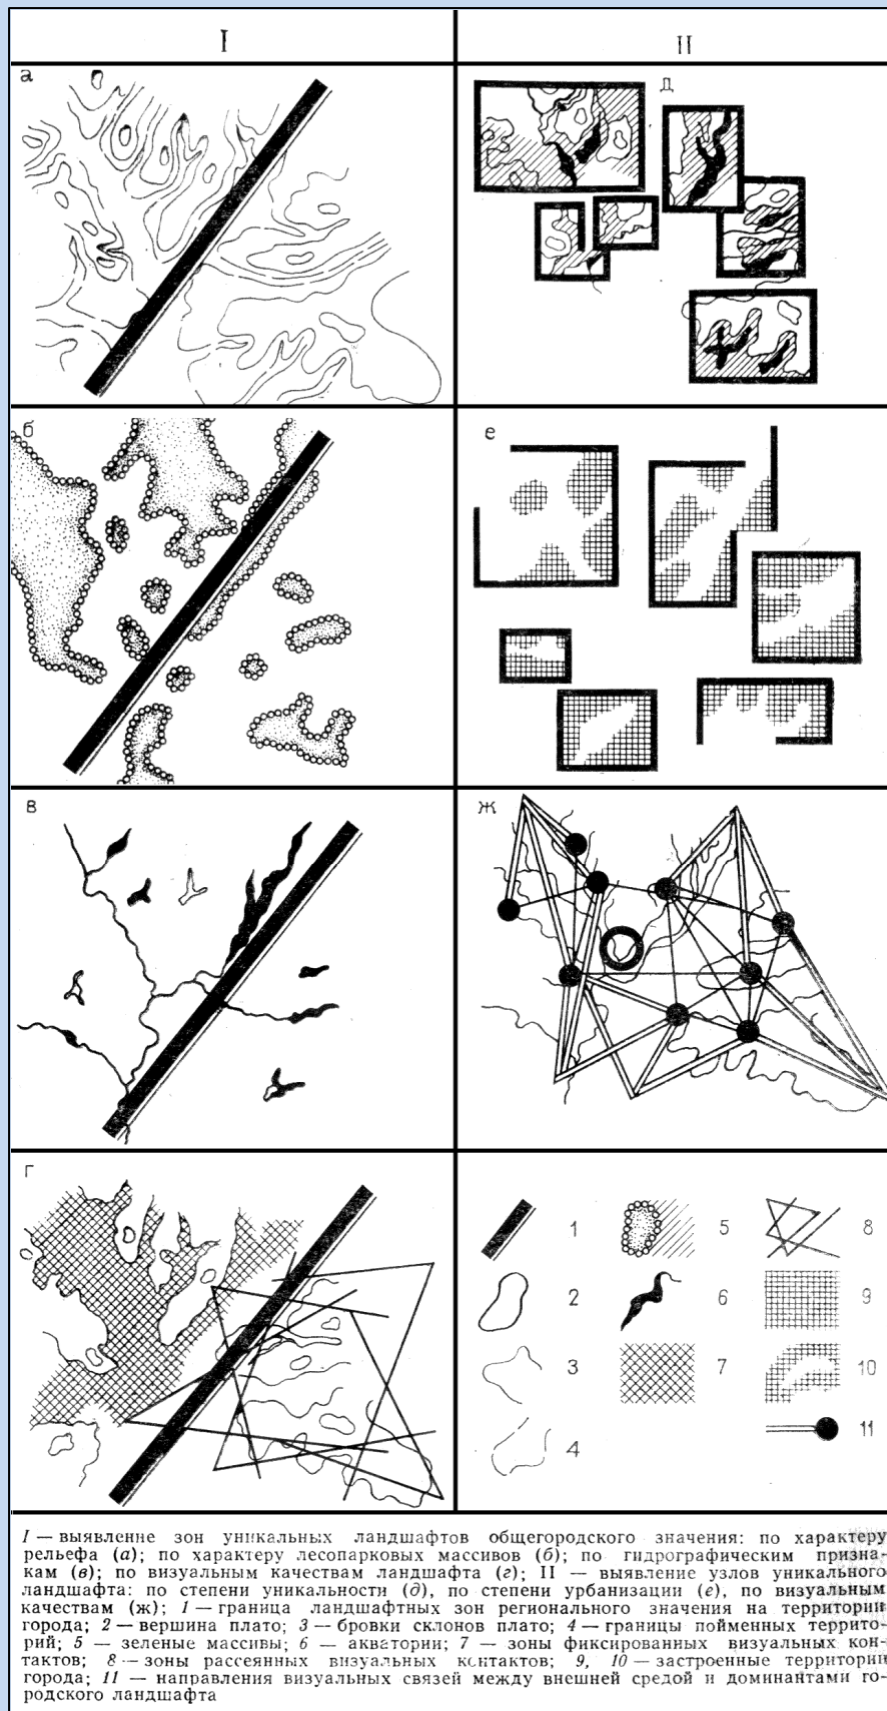 I
II
а
д
б
е
в
ж
г
1
5
8
2
6
9
3
7
10
4
11
I — выявление зон уникальных ландшафтов общегородского значения: по характеру
рельефа (а); по характеру лесопарковых массивов (б); по гидрографическим призна-
кам (в); по визуальным качествам ландшафта (г); II — выявление узлов уникального
ландшафта: по степени уникальности (д), по степени урбанизации (е), по визуальным
качествам (ж); 1 — граница ландшафтных зон регионального значения на территории
города; 2 — вершина плато; 3 — бровки склонов плато; 4 — границы пойменных террито-
рий; 5 — зеленые массивы; 6 — акватории; 7 — зоны фиксированных визуальных кон-
тактов; 8 — зоны рассеянных визуальных контактов; 9, 10 — застроенные территории
города; 11 — направления визуальных связей между внешней средой и доминантами го-
родского ландшафта